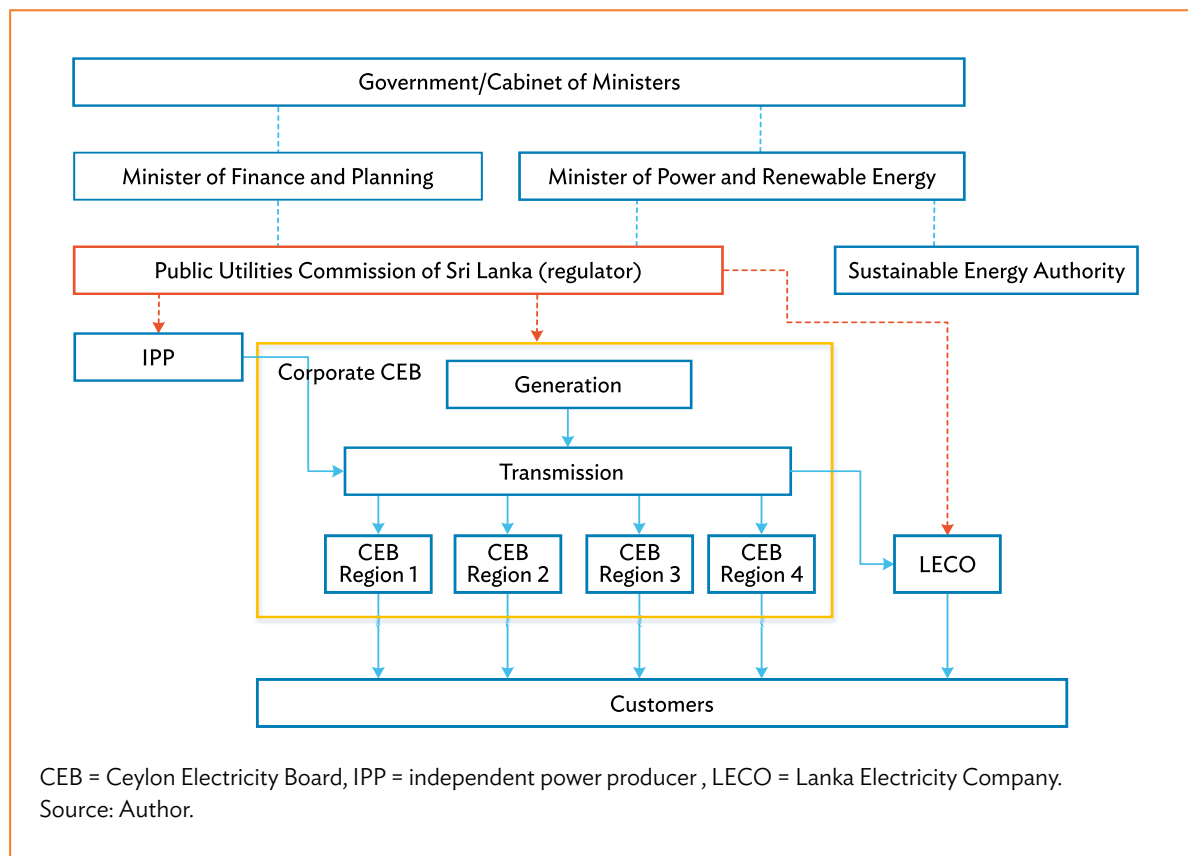 Government/Cabinet of Ministers
Minister of Finance and Planning
Minister of Power and Renewable Energy
Public Utilities Commission of Sri Lanka (regulator)
Sustainable Energy Authority
IPP
Corporate CEB
Generation
Transmission
CEB
Region 1
CEB
Region 2
CEB
Region 3
CEB
Region 4
LECO
Customers
CEB = Ceylon Electricity Board, IPP = independent power producer , LECO = Lanka Electricity Company.
Source: Author.